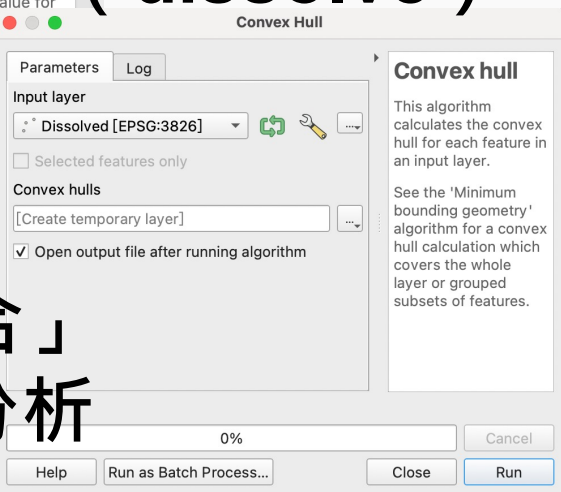 Convex Hull
Parameters
Log
Input layer
Dissolved [EPSG:3826]
...
Selected features only
Convex hulls
[Create temporary layer]
...
Open output file after running algorithm
Convex hull
This algorithm
calculates the convex
hull for each feature in
an input layer.
See the 'Minimum
bounding geometry'
algorithm for a convex
hull calculation which
covers the whole
layer or grouped
subsets of features.
」
析
0%
Cancel
Help
Run as Batch Process...
Close
Run